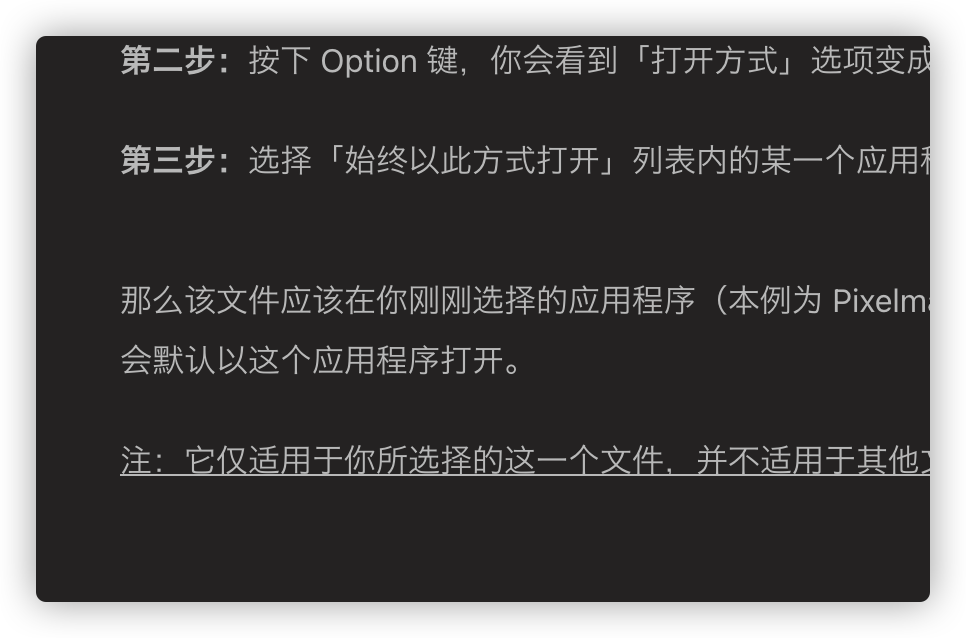 第二步：按下 Option 键，你会看到「打开方式」选项变成
第三步：选择「始终以此方式打开」列表内的某一个应用
那么该文件应该在你刚刚选择的应用程序（本例为 Pixelma
会默认以这个应用程序打开。
注：它仅适用于你所选择的这一个文件，并不适用于其他